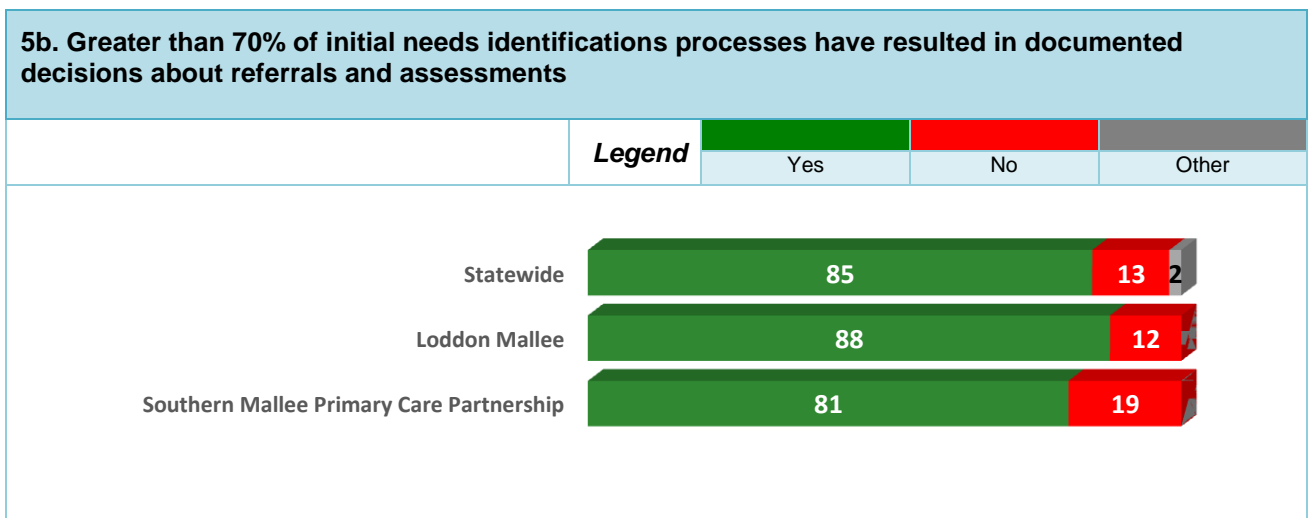 5b. Greater than 70% of initial needs identifications processes have resulted in documented
decisions about referrals and assessments
Legend
Yes No Other
Statewide 85 13 2
Loddon Mallee 88 12
Southern Mallee Primary Care Partnership 81 19